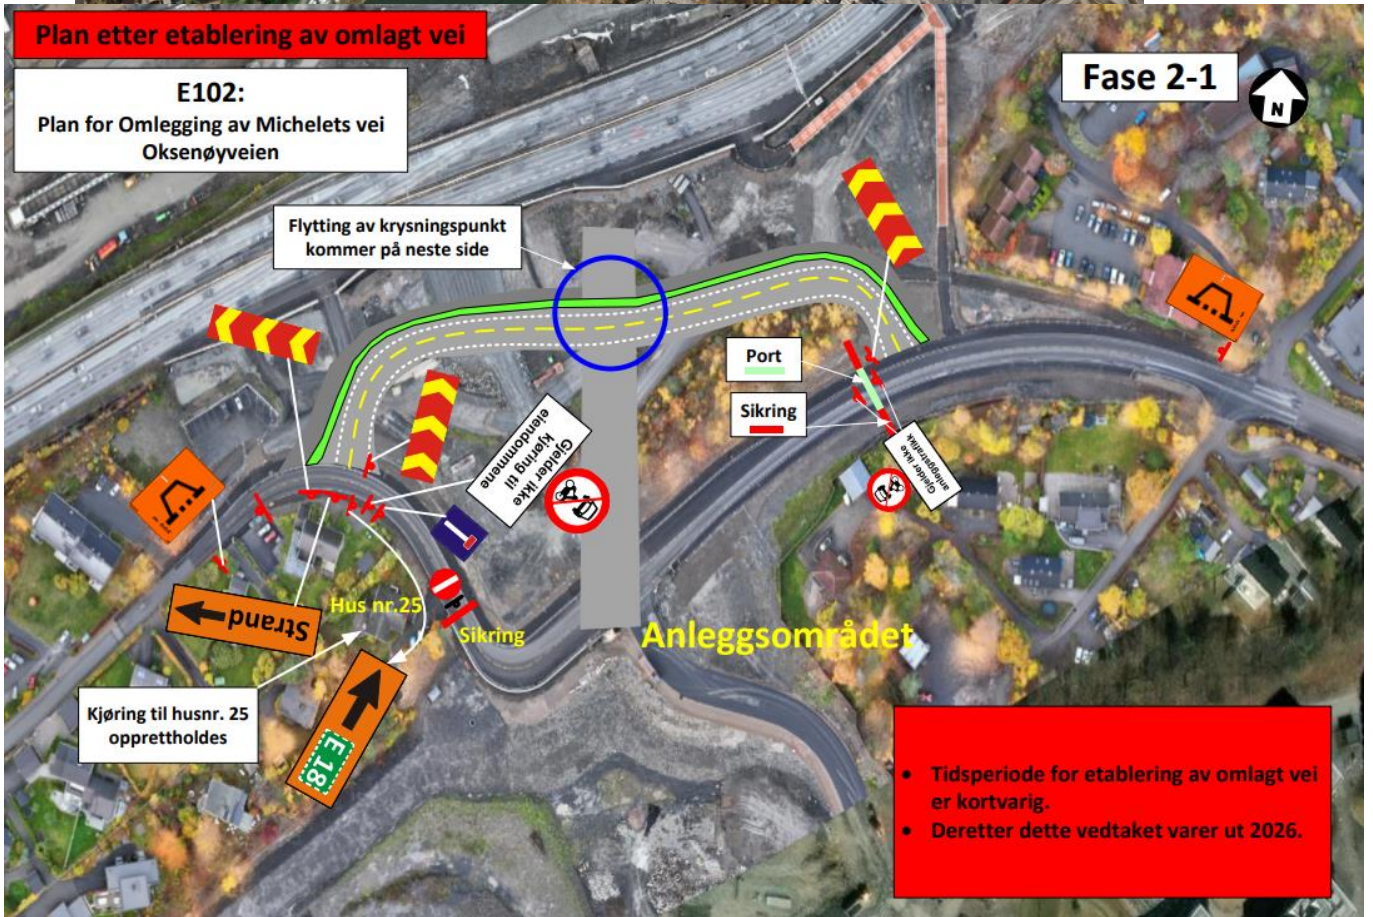 Plan etter etablering av omlagt vei
E102:
Plan for Omlegging av Michelets vei
Oksenøyveien
Fase 2-1
N
Flytting av krysningspunkt
kommer på neste side
Port
Sikring
Gjelder ikke
kjøring til
eiendommene
Gjelder ikke
anleggstrafikk
Strand
Hus nr.25
Sikring
Anleggsområdet
E 18
Kjøring til husnr. 25
opprettholdes
• Tidsperiode for etablering av omlagt vei
er kortvarig.
• Deretter dette vedtaket varer ut 2026.